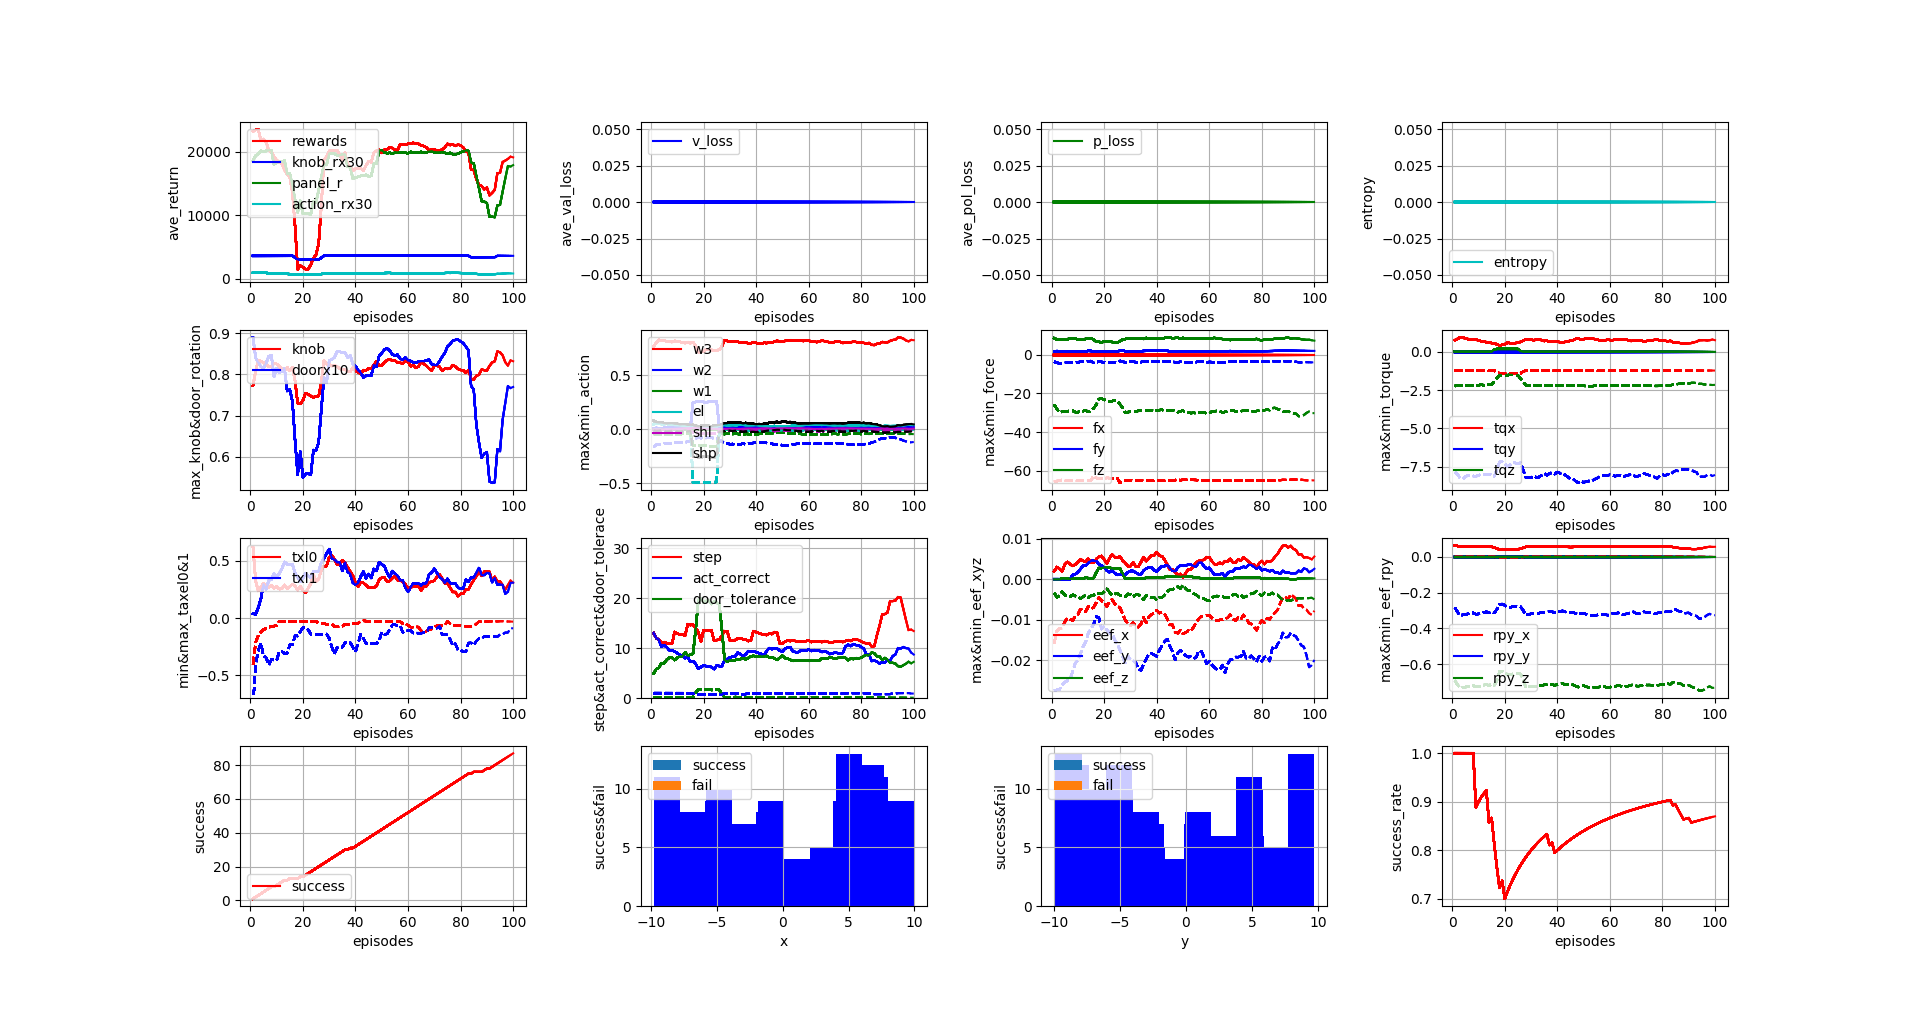 ave_return
20000
10000
0
rewards
knob_rx30
panel_r
action_rx30
0 20 40 60 80 100
episodes
ave_val_loss
0.050
0.025
0.000
−0.025
−0.050
v_loss
0 20 40 60 80 100
episodes
ave_pol_loss
0.050
0.025
0.000
−0.025
−0.050
p_loss
0 20 40 60 80 100
episodes
entropy
0.050
0.025
0.000
−0.025
−0.050
entropy
0 20 40 60 80 100
episodes
max_knob&door_rotation
0.9
0.8
0.7
0.6
knob
doorx10
0 20 40 60 80 100
episodes
max&min_action
0.5
0.0
−0.5
w3
w2
w1
el
shl
shp
0 20 40 60 80 100
episodes
max&min_force
0
−20
−40
−60
fx
fy
fz
0 20 40 60 80 100
episodes
max&min_torque
0.0
−2.5
−5.0
−7.5
tqx
tqy
tqz
0 20 40 60 80 100
episodes
min&max_taxel0&1
0.5
0.0
−0.5
txl0
txl1
0 20 40 60 80 100
episodes
step&act_correct&door_tolerace
30
20
10
0
step
act_correct
door_tolerance
0 20 40 60 80 100
episodes
max&min_eef_xyz
0.01
0.00
−0.01
−0.02
eef_x
eef_y
eef_z
0 20 40 60 80 100
episodes
max&min_eef_rpy
0.0
−0.2
−0.4
−0.6
rpy_x
rpy_y
rpy_z
0 20 40 60 80 100
episodes
success
80
60
40
20
0
success
0 20 40 60 80 100
episodes
success&fail
10
5
0
success
fail
−10 −5 0 5 10
x
success&fail
10
5
0
success
fail
−10 −5 0 5 10
y
success_rate
1.0
0.9
0.8
0.7
0 20 40 60 80 100
episodes